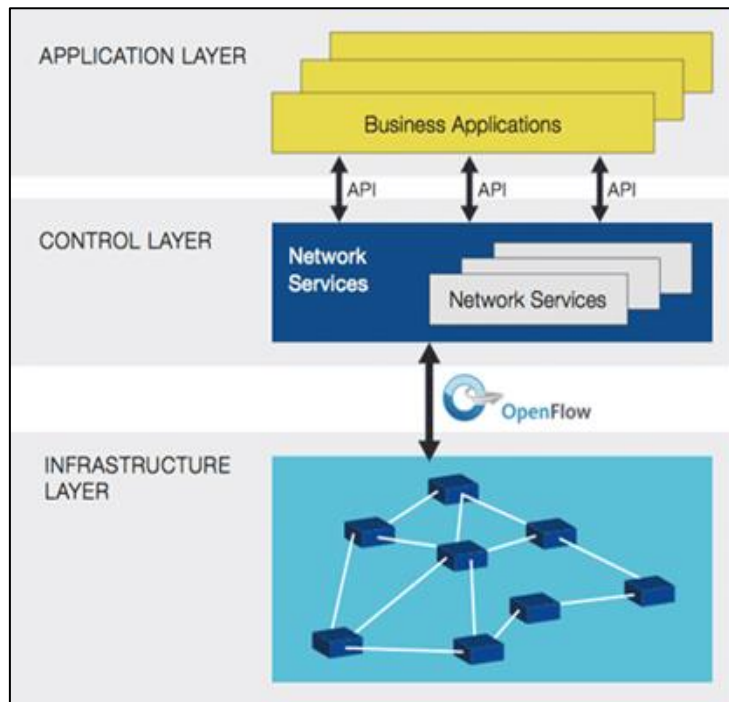 APPLICATION LAYER
Business Applications
API
API
API
CONTROL LAYER
Network
Services
Network Services
OpenFlow
INFRASTRUCTURE
LAYER